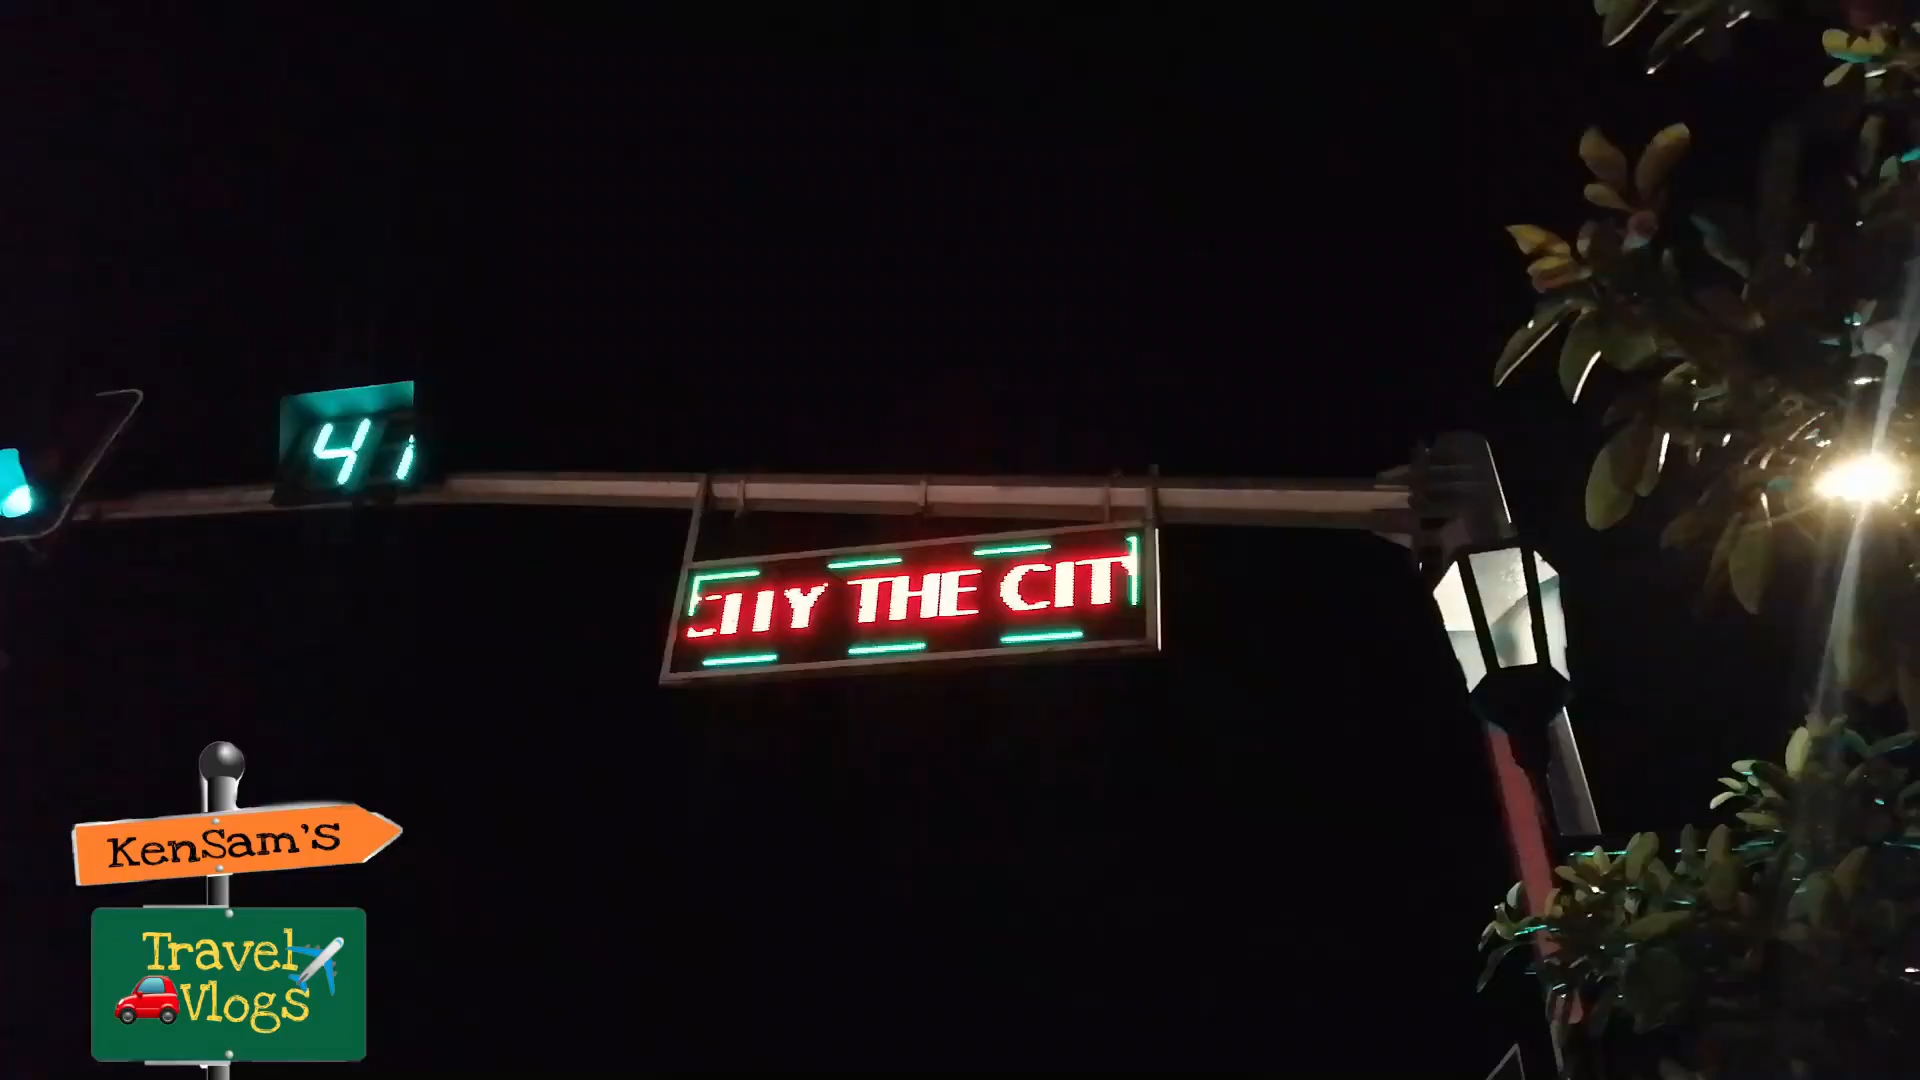 41
CITY THE CITY
KenSam's
Travel
Vlogs